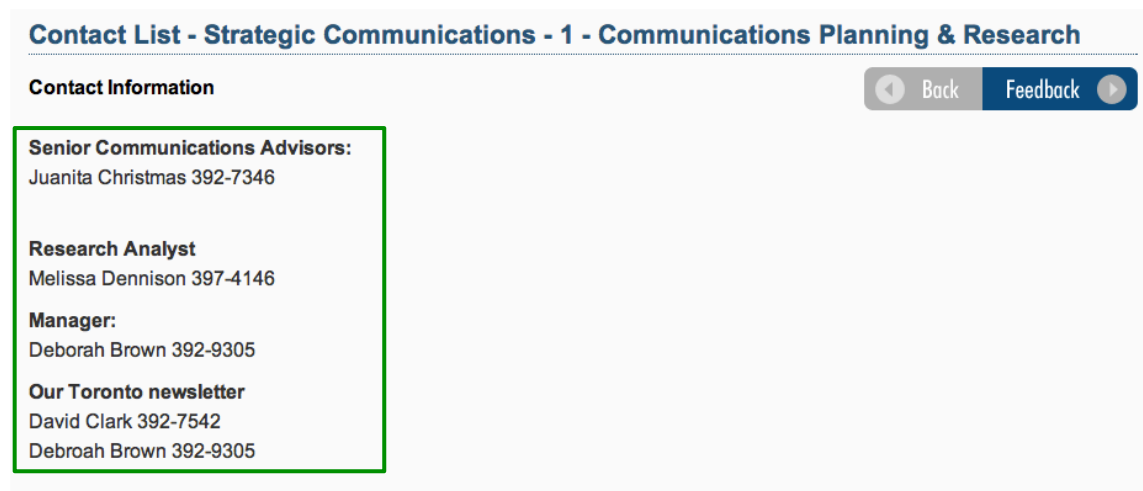 Contact List - Strategic Communications - 1 - Communications Planning & Research
Contact Information
Back
Feedback
Senior Communications Advisors:
Juanita Christmas 392-7346
Research Analyst
Melissa Dennison 397-4146
Manager:
Deborah Brown 392-9305
Our Toronto newsletter
David Clark 392-7542
Debroah Brown 392-9305